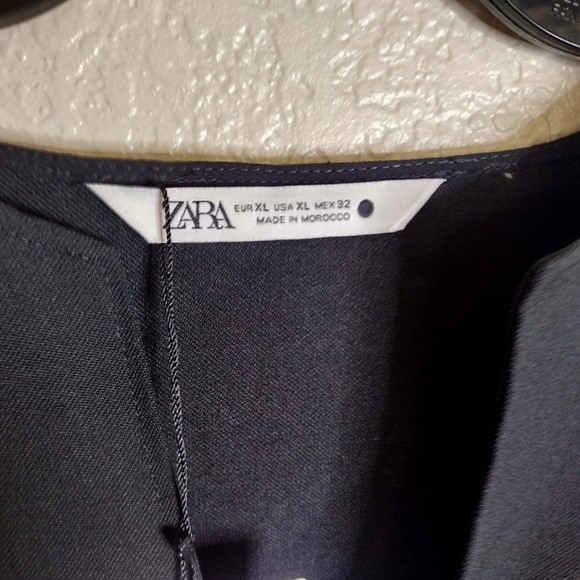 ZARA
EUR XL USA XL MEX 32
MADE IN MOROCCO